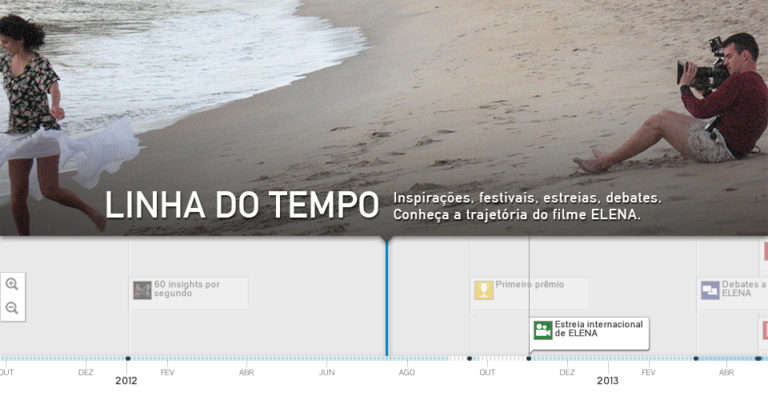 LINHA DO TEMPO
Inspirações, festivais, estreias, debates.
Conheça a trajetória do filme ELENA.
60 insights por
segundo
Primeiro prêmio
Debates a
ELENA
Estreia internacional
de ELENA
OUT DEZ FEV ABR JUN AGO OUT DEZ FEV ABR
2012 2013